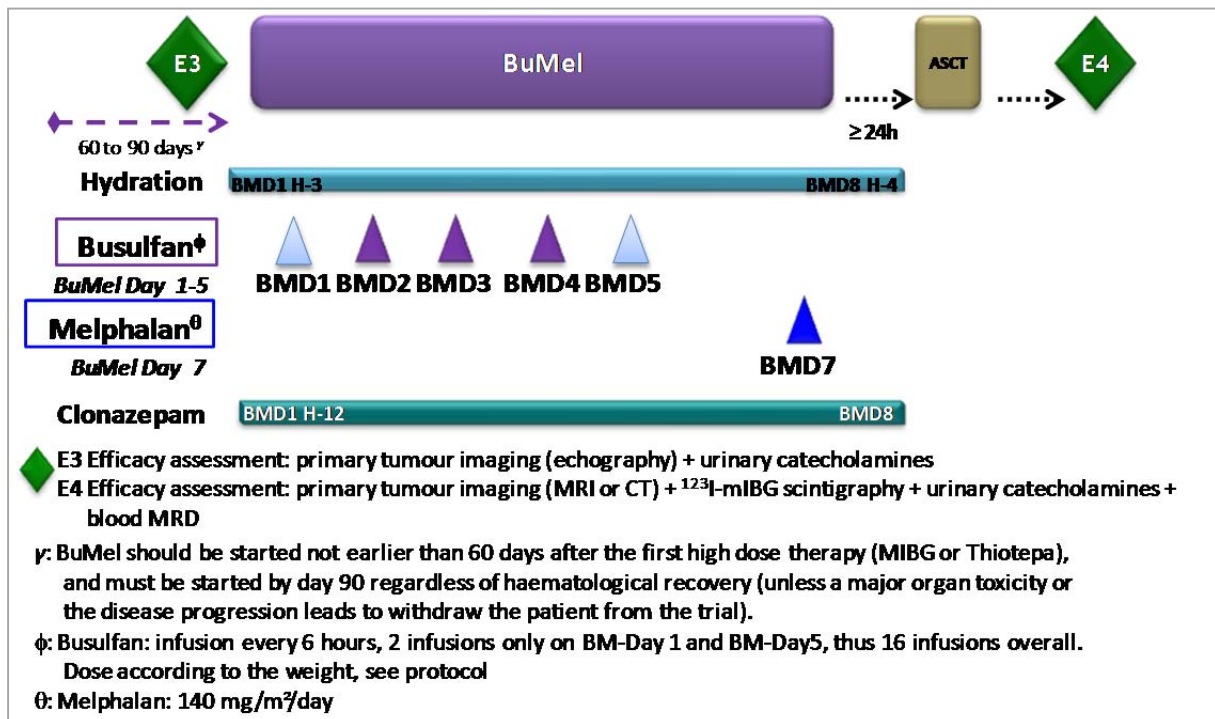 E3
BuMel
ASCT
E4
60 to 90 days γ
≥ 24h
Hydration
BMD1 H-3
BMD8 H-4
Busulfanϕ
BuMel Day 1-5
BMD1 BMD2 BMD3 BMD4 BMD5
Melphalanθ
BuMel Day 7
BMD7
Clonazepam
BMD1 H-12
BMD8
E3 Efficacy assessment: primary tumour imaging (echography) + urinary catecholamines
E4 Efficacy assessment: primary tumour imaging (MRI or CT) + ¹²³I-mIBG scintigraphy + urinary catecholamines +
blood MRD
γ: BuMel should be started not earlier than 60 days after the first high dose therapy (MIBG or Thiotepa),
and must be started by day 90 regardless of haematological recovery (unless a major organ toxicity or
the disease progression leads to withdraw the patient from the trial).
ϕ: Busulfan: infusion every 6 hours, 2 infusions only on BM-Day 1 and BM-Day5, thus 16 infusions overall.
Dose according to the weight, see protocol
θ: Melphalan: 140 mg/m²/day